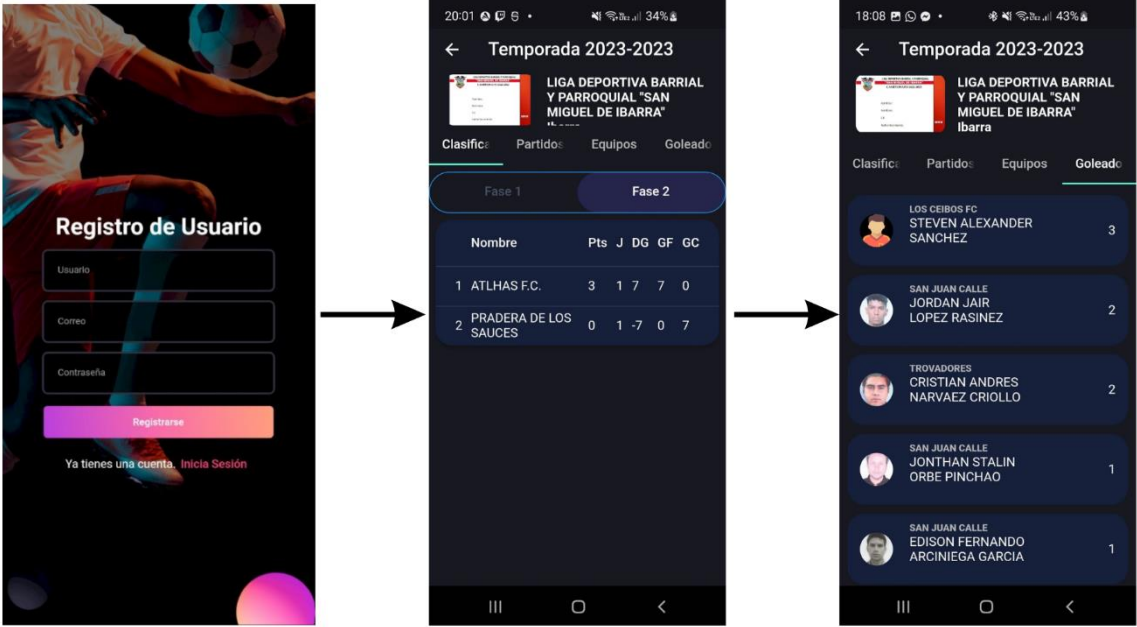 Registro de Usuario
Usuario
Correo
Contraseña
Registrarse
Ya tienes una cuenta. Inicia Sesión
20:01
34%
Temporada 2023-2023
LIGA DEPORTIVA BARRIAL
Y PARROQUIAL "SAN
MIGUEL DE IBARRA"
Clasifica Partidos Equipos Goleado
Fase 1 Fase 2
Nombre Pts J DG GF GC
1 ATLHAS F.C. 3 1 7 7 0
2 PRADERA DE LOS
SAUCES 0 1 -7 0 7
18:08
43%
Temporada 2023-2023
LIGA DEPORTIVA BARRIAL
Y PARROQUIAL "SAN
MIGUEL DE IBARRA"
Ibarra
Clasifica Partidos Equipos Goleado
LOS CEIBOS FC
STEVEN ALEXANDER
SANCHEZ 3
SAN JUAN CALLE
JORDAN JAIR
LOPEZ RASINEZ 2
TROVADORES
CRISTIAN ANDRES
NARVAEZ CRIOLLO 2
SAN JUAN CALLE
JONTHAN STALIN
ORBE PINCHAO 1
SAN JUAN CALLE
EDISON FERNANDO
ARCINIEGA GARCIA 1